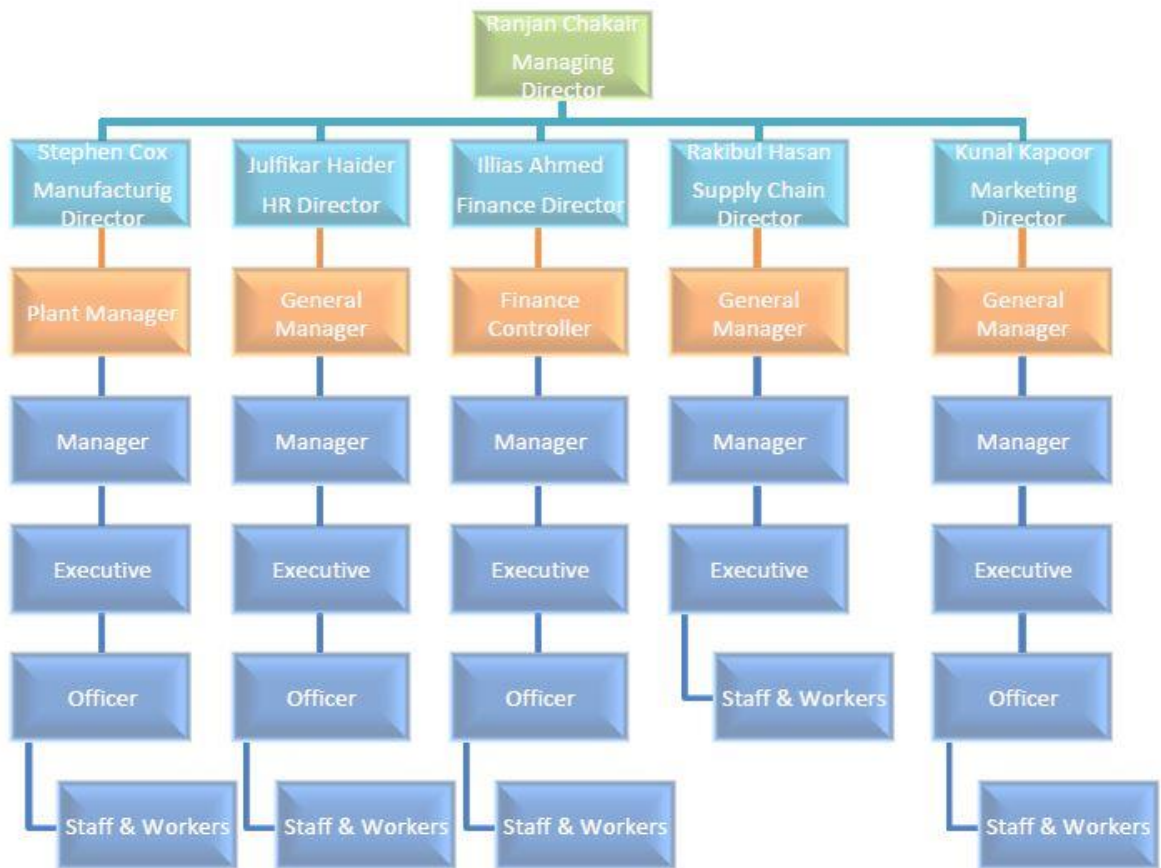 Ranjan Chakair
Managing
Director
Stephen Cox
Manufacturig
Director
Julfikar Haider
HR Director
Illias Ahmed
Finance Director
Rakibul Hasan
Supply Chain
Director
Kunal Kapoor
Marketing
Director
Plant Manager
General
Manager
Finance
Controller
General
Manager
General
Manager
Manager
Manager
Manager
Manager
Manager
Executive
Executive
Executive
Executive
Executive
Officer
Officer
Officer
Staff & Workers
Officer
Staff & Workers
Staff & Workers
Staff & Workers
Staff & Workers